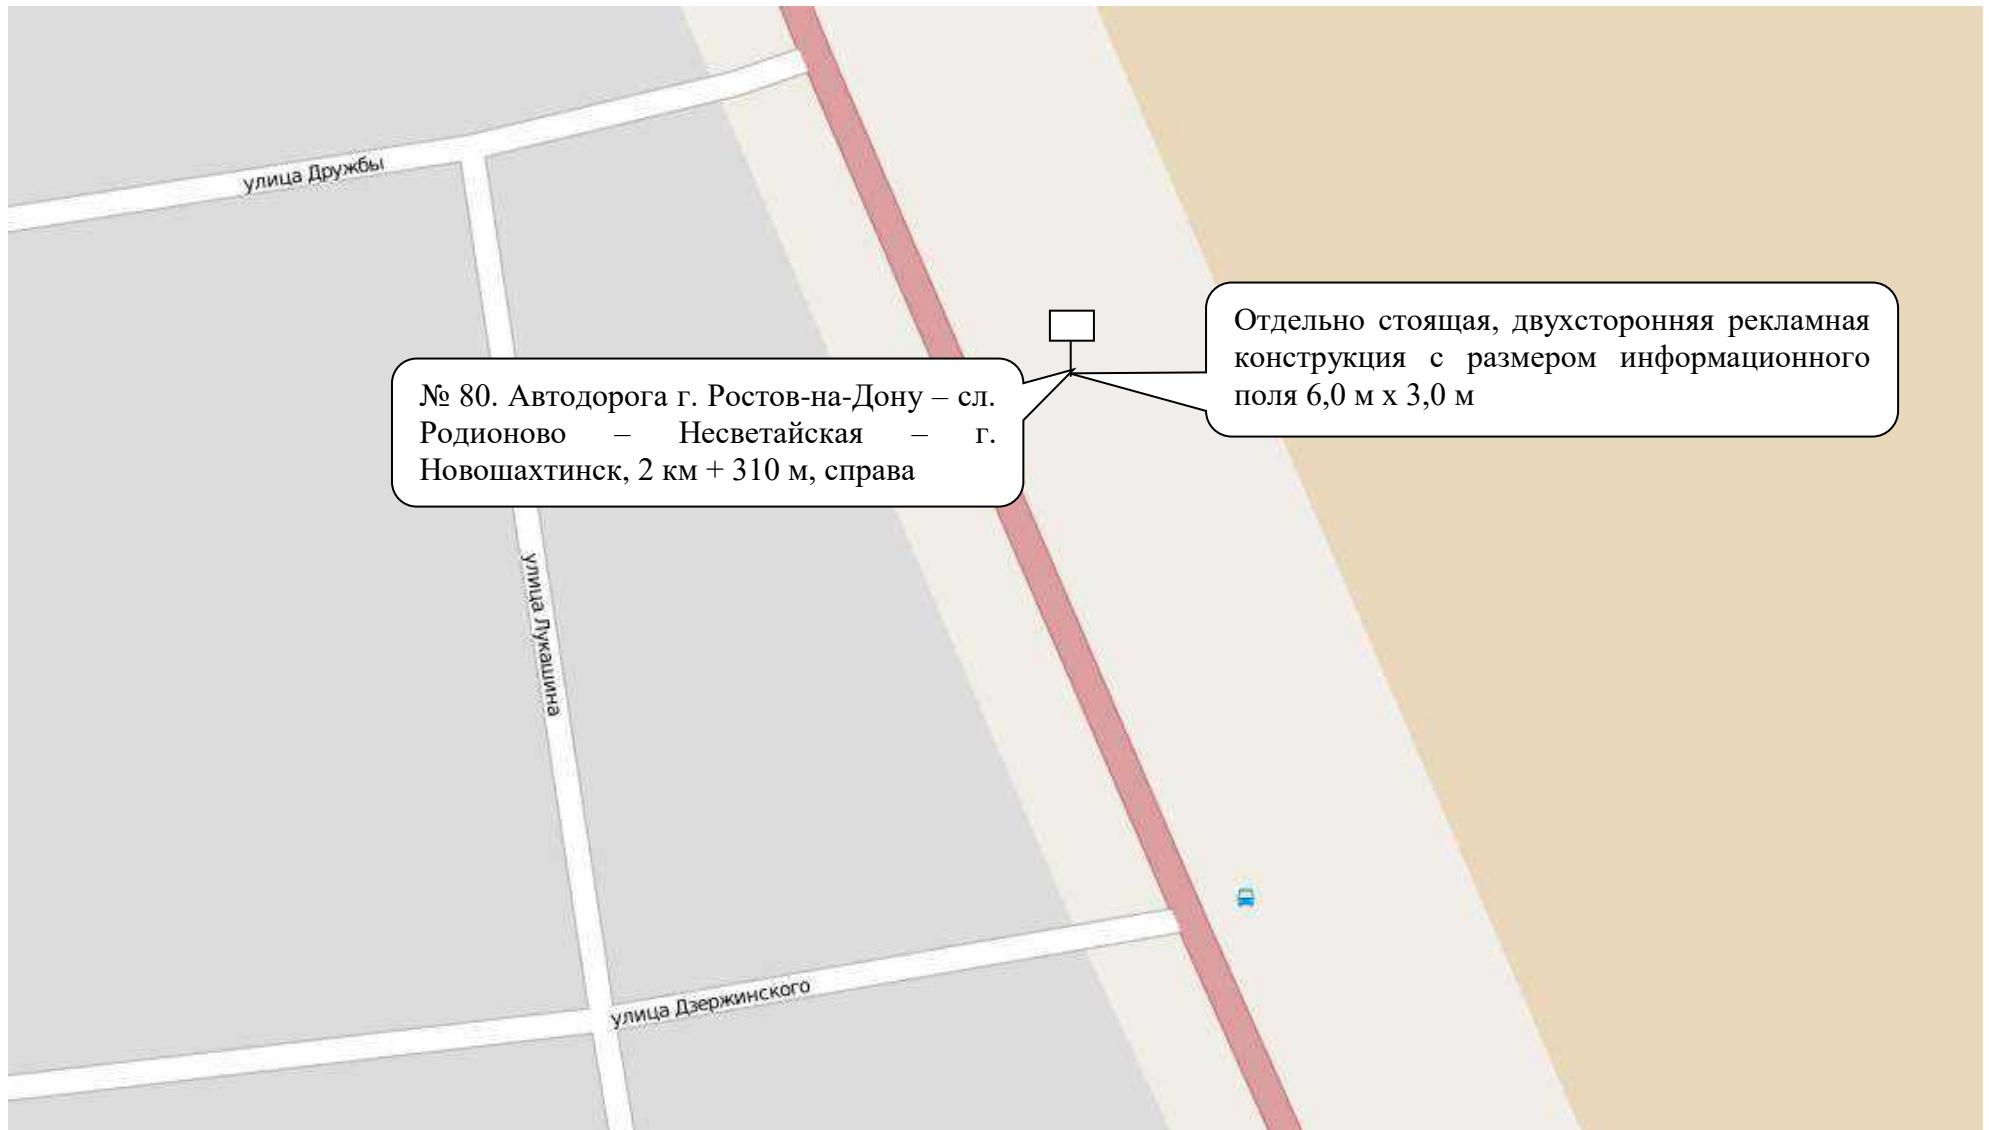 улица Дружбы
Отдельно стоящая, двухсторонняя рекламная
конструкция с размером информационного
поля 6,0 м х 3,0 м
№ 80. Автодорога г. Ростов-на-Дону – сл.
Родионово – Несветайская – г.
Новошахтинск, 2 км + 310 м, справа
улица Лукашина
улица Дзержинского